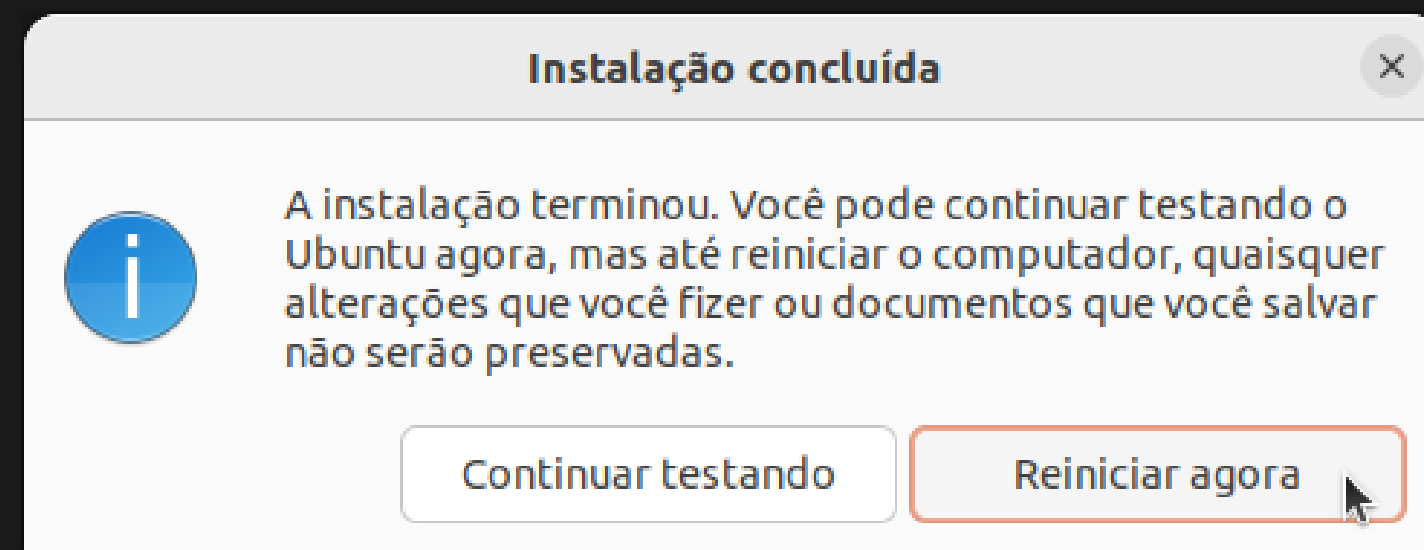 Instalação concluída
A instalação terminou. Você pode continuar testando o
Ubuntu agora, mas até reiniciar o computador, quaisquer
alterações que você fizer ou documentos que você salvar
não serão preservadas.
Continuar testando
Reiniciar agora